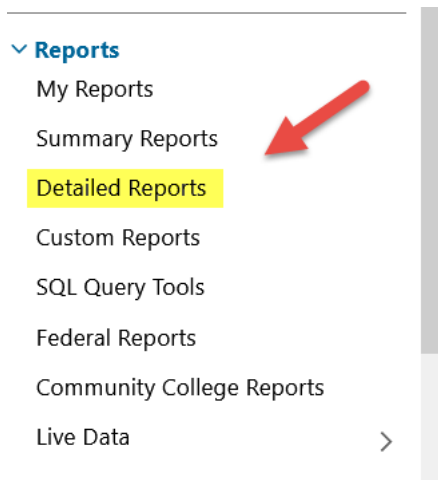 Reports
My Reports
Summary Reports
Detailed Reports
Custom Reports
SQL Query Tools
Federal Reports
Community College Reports
Live Data